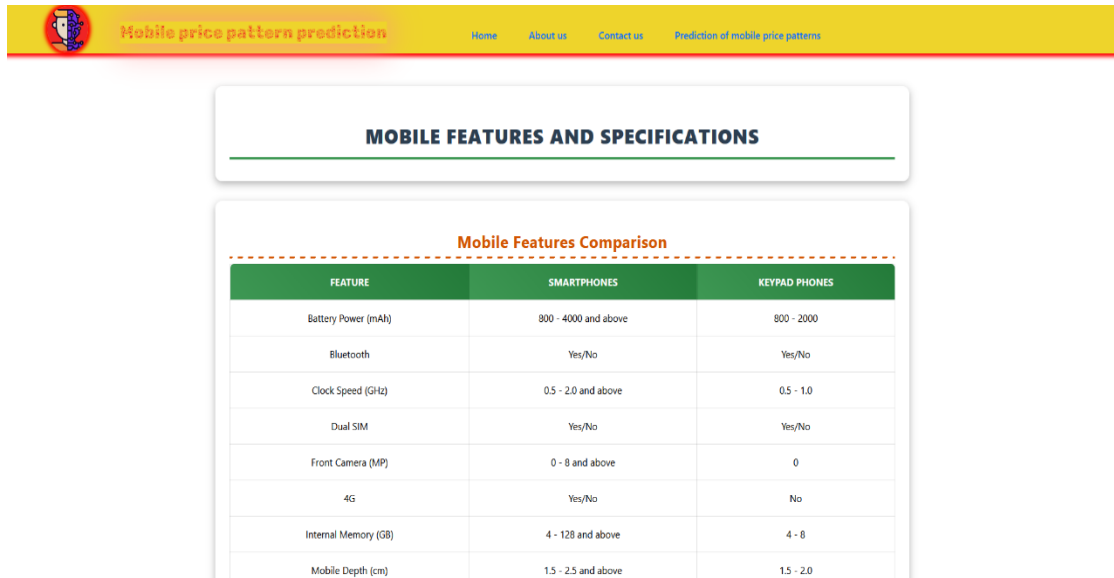 Mobile price pattern prediction Home About us Contact us Prediction of mobile price patterns
MOBILE FEATURES AND SPECIFICATIONS
Mobile Features Comparison
FEATURE SMARTPHONES KEYPAD PHONES
Battery Power (mAh) 800 - 4000 and above 800 - 2000
Bluetooth Yes/No Yes/No
Clock Speed (GHz) 0.5 - 2.0 and above 0.5 - 1.0
Dual SIM Yes/No Yes/No
Front Camera (MP) 0 - 8 and above 0
4G Yes/No No
Internal Memory (GB) 4 - 128 and above 4 - 8
Mobile Depth (cm) 1.5 - 2.5 and above 1.5 - 2.0